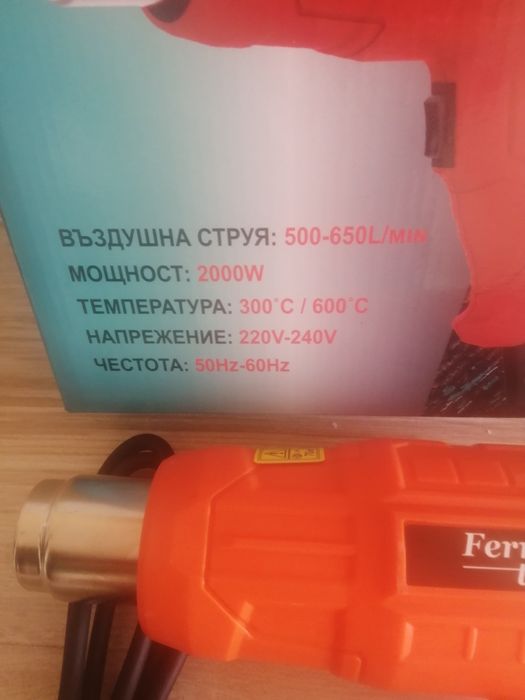 ВЪЗДУШНА СТРУЯ: 500-650L/MIN
МОЩНОСТ: 2000W
ТЕМПЕРАТУРА: 300°C / 600°C
НАПРЕЖЕНИЕ: 220V-240V
ЧЕСТОТА: 50Hz-60Hz